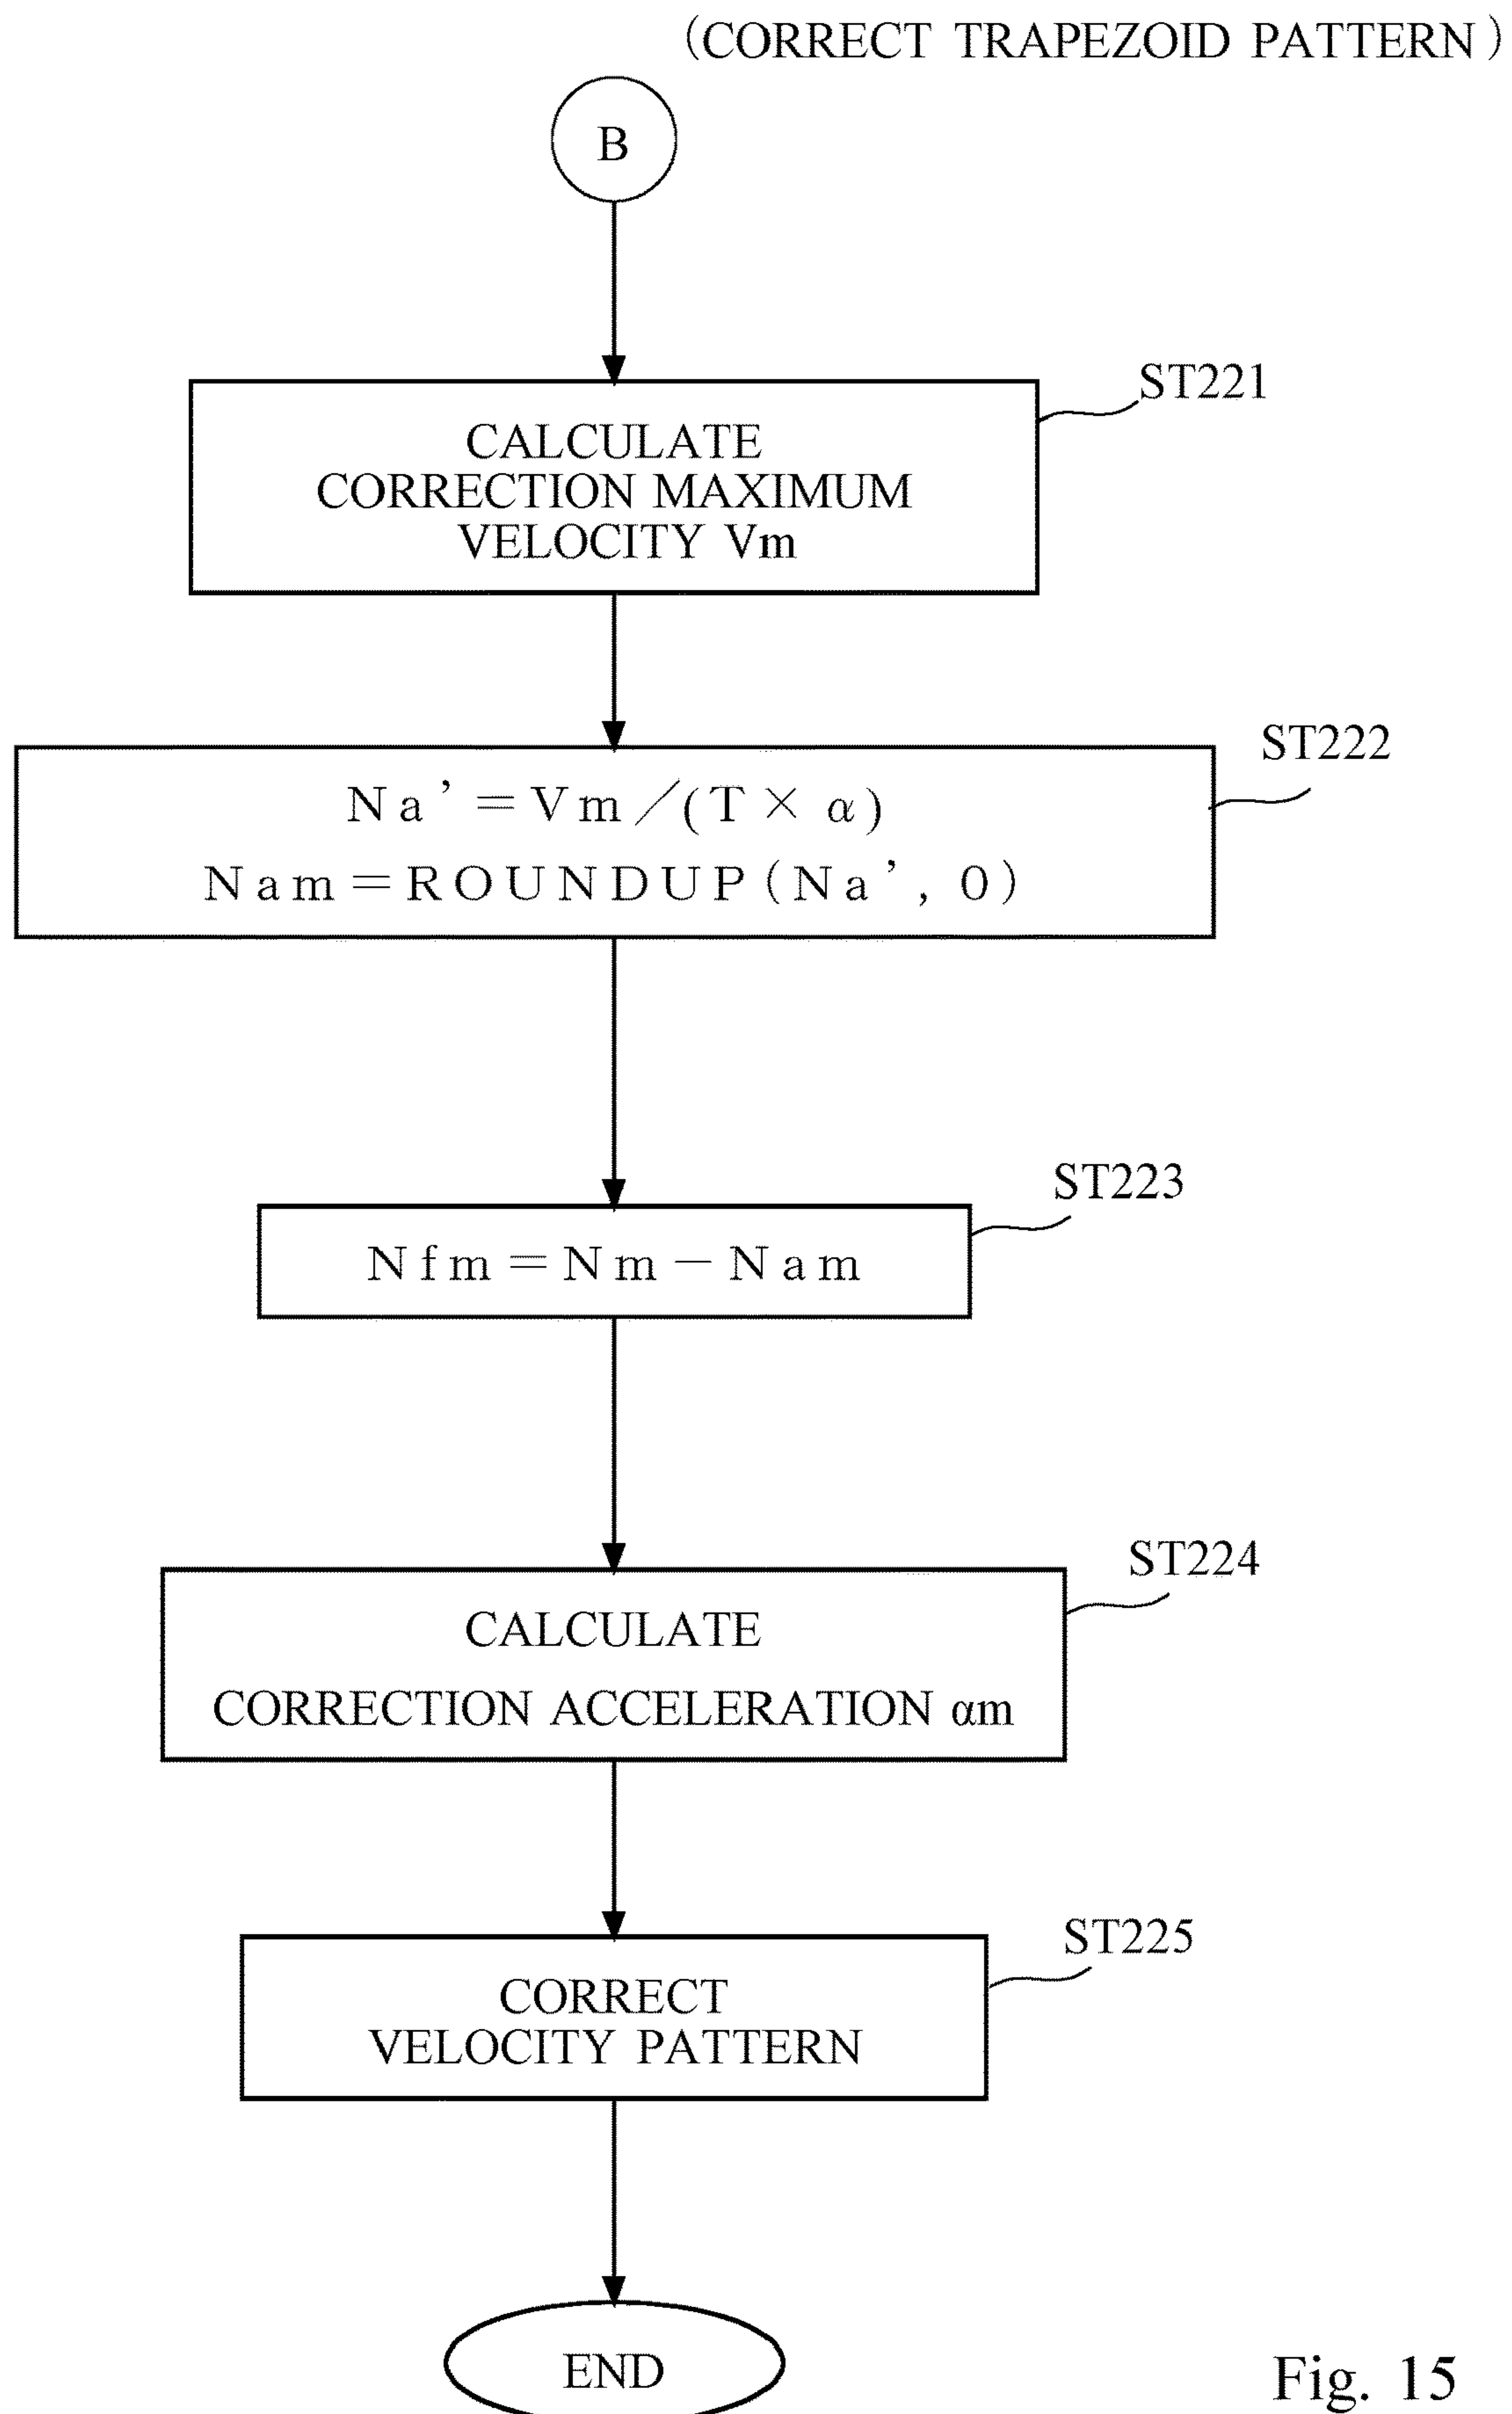 (CORRECT TRAPEZOID PATTERN)
B
ST221
CALCULATE
CORRECTION MAXIMUM
VELOCITY Vm
ST222
Na’=Vm/(T×α)
Nam=ROUNDUP(Na’, 0)
ST223
Nfm=Nm-Nam
ST224
CALCULATE
CORRECTION ACCELERATION αm
ST225
CORRECT
VELOCITY PATTERN
END
Fig. 15